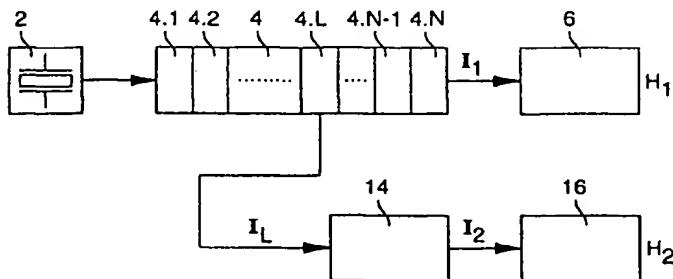 2 4.1 4.2 4 4.L 4.N-1 4.N 6
......... .... I1 H1
14 16
IL I2 H2